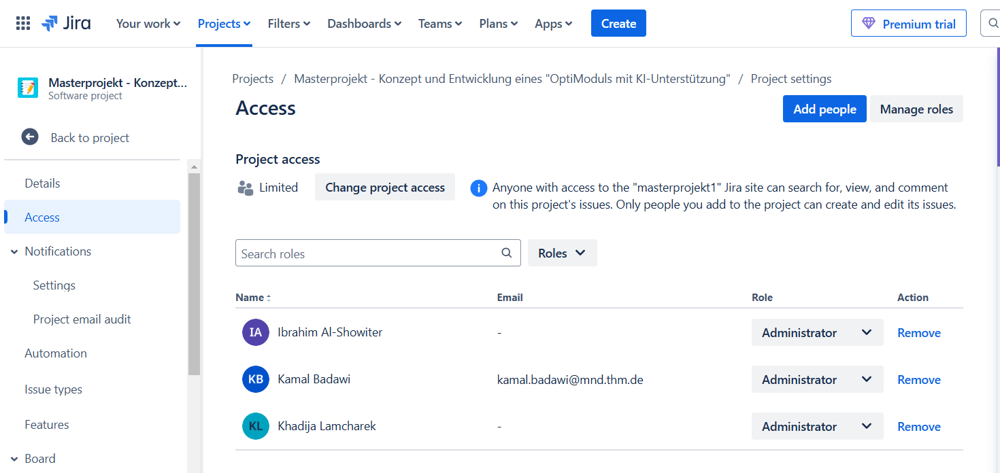 Jira Your work Projects Filters Dashboards Teams Plans Apps Create Premium trial
Masterprojekt - Konzept...
Software project
Back to project
Details
Access
Notifications
Settings
Project email audit
Automation
Issue types
Features
Board
Projects / Masterprojekt - Konzept und Entwicklung eines "OptiModuls mit KI-Unterstützung" / Project settings
Access
Add people Manage roles
Project access
Limited Change project access
Anyone with access to the "masterprojekt1" Jira site can search for, view, and comment
on this project's issues. Only people you add to the project can create and edit its issues.
Search roles Roles
Name Email Role Action
IA Ibrahim Al-Showiter - Administrator Remove
KB Kamal Badawi kamal.badawi@mnd.thm.de Administrator Remove
KL Khadija Lamcharek - Administrator Remove